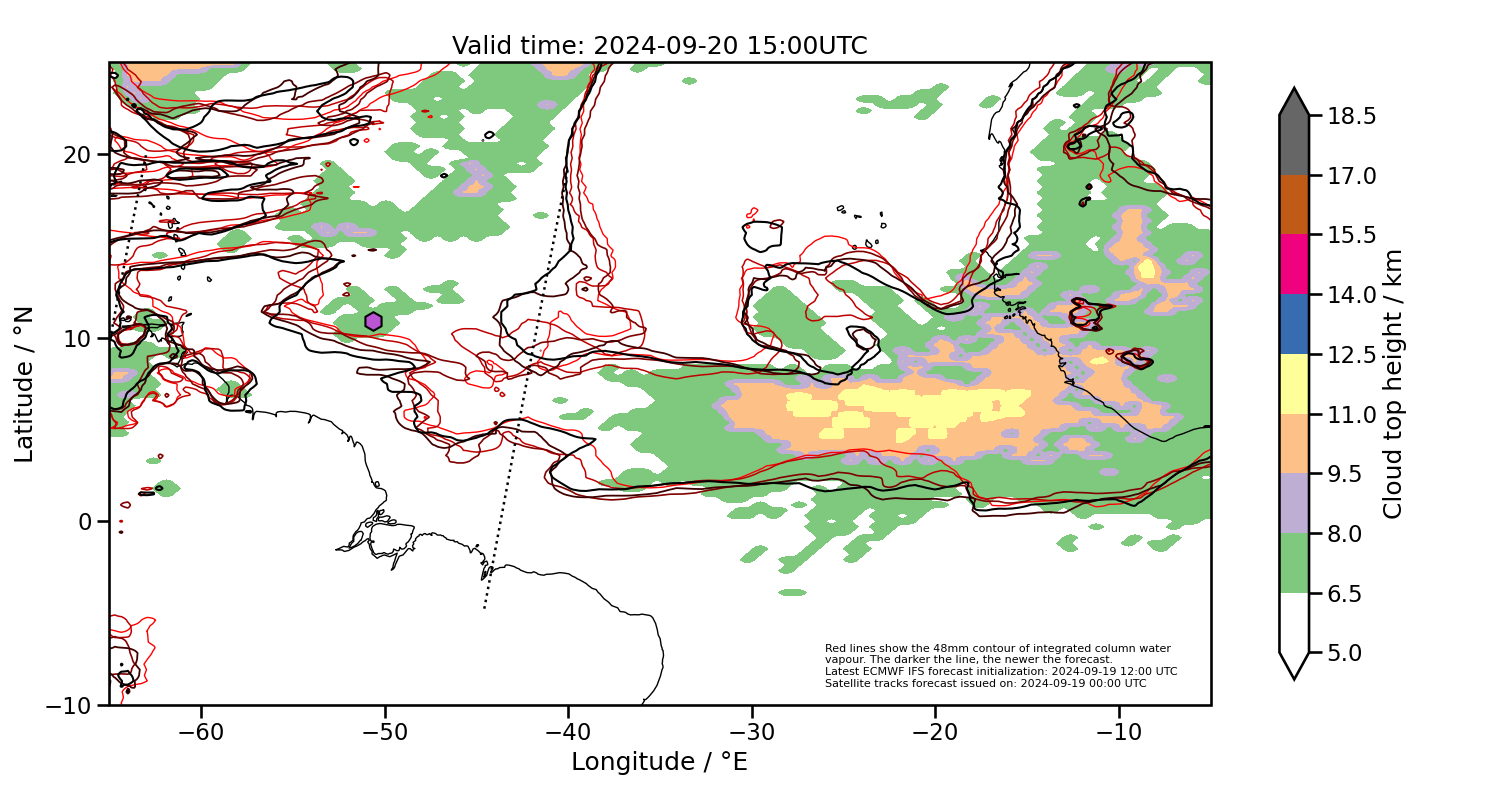 Valid time: 2024-09-20 15:00UTC
Latitude / °N
20
10
0
−10
−60
−50
−40
−30
−20
−10
Longitude / °E
Red lines show the 48mm contour of integrated column water
vapour. The darker the line, the newer the forecast.
Latest ECMWF IFS forecast initialization: 2024-09-19 12:00 UTC
Satellite tracks forecast issued on: 2024-09-19 00:00 UTC
18.5
17.0
15.5
14.0
12.5
11.0
9.5
8.0
6.5
5.0
Cloud top height / km